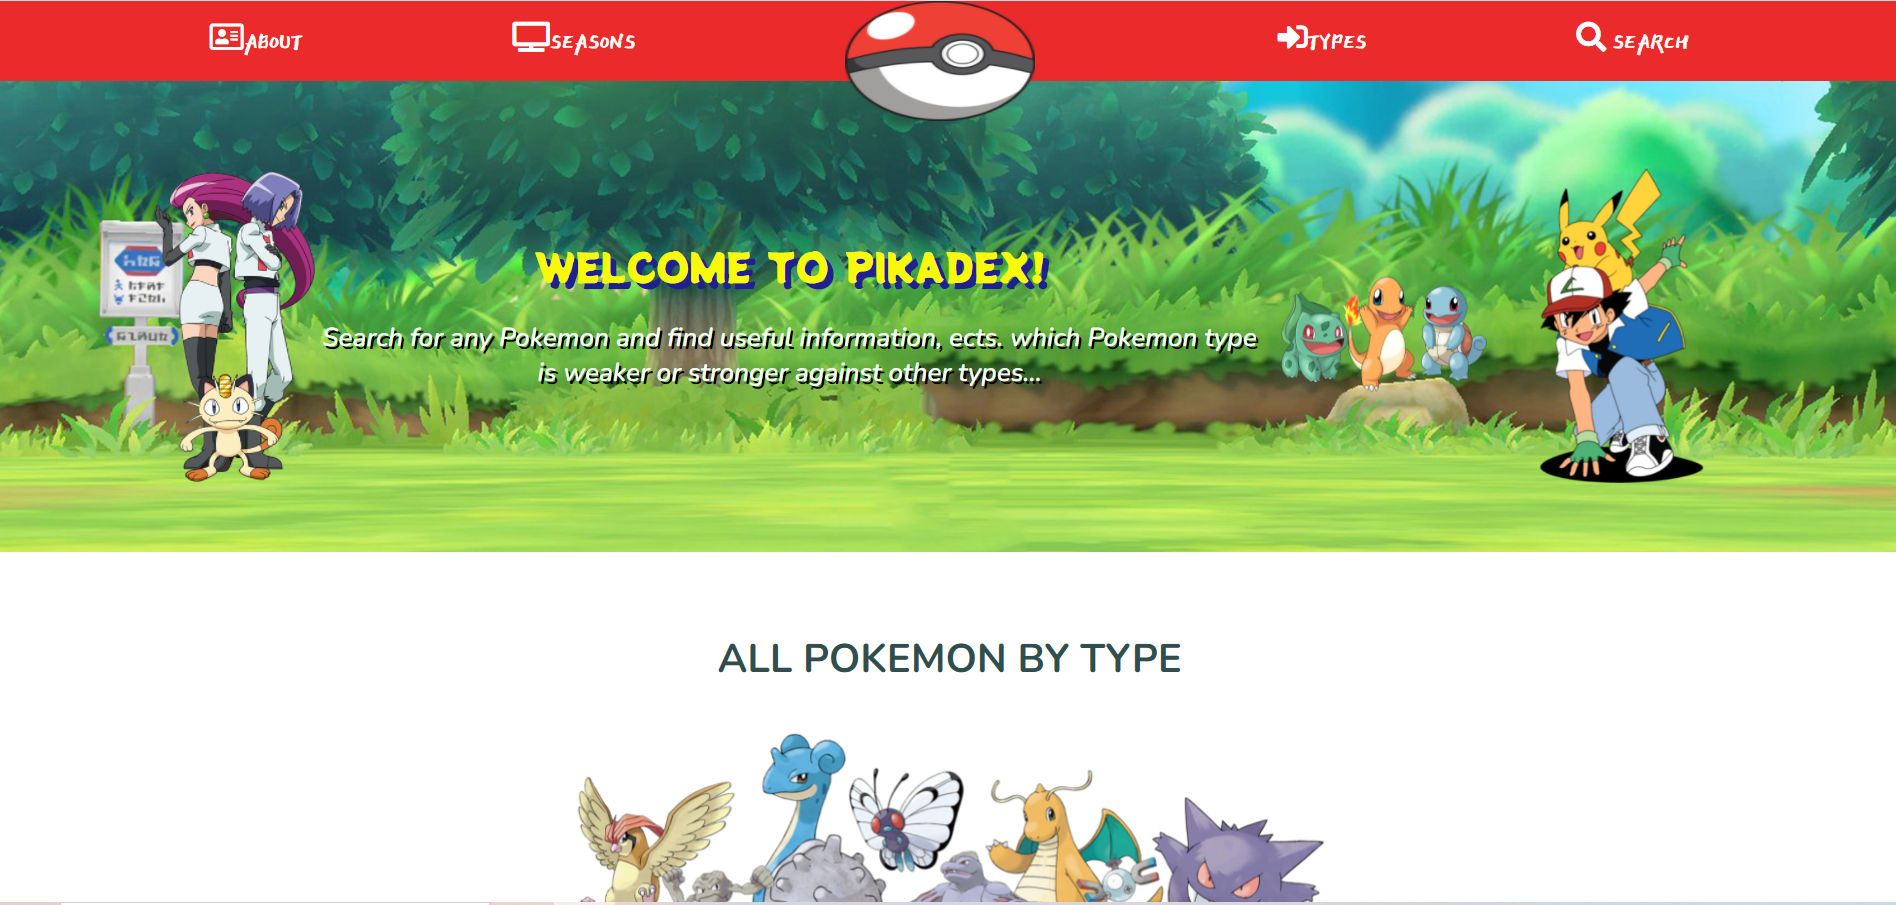 ABOUT
SEASONS
TYPES
SEARCH
WELCOME TO PIKADEX!
Search for any Pokemon and find useful information, ects. which Pokemon type
is weaker or stronger against other types...
ALL POKEMON BY TYPE